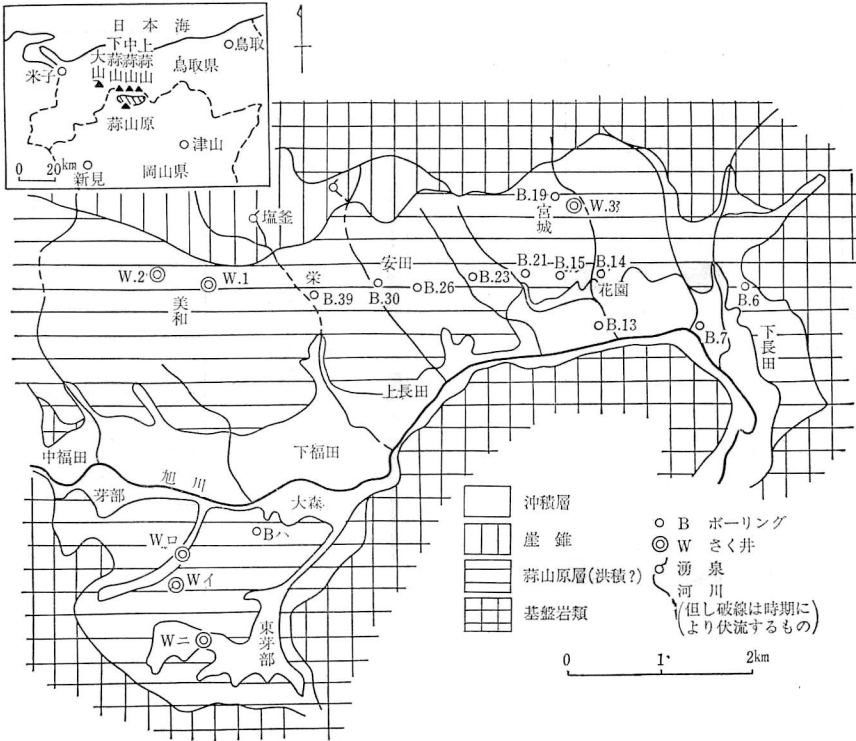 日本海
鳥取
鳥取県
米子
大山
下蒜山
中蒜山
上蒜山
蒜山原
津山
岡山県
新見
0 20km
塩釜
B.19
宮城
W.3?
W.2
W.1
美和
栄
B.39
安田
B.30
B.26
B.23
B.21
B.15
B.14
花園
B.13
B.6
B.7
下長田
上長田
中福田
下福田
旭川
芽部
大森
Bハ
Wロ
Wイ
Wニ
東芽部
沖積層
崖錐
蒜山原層(洪積?)
基盤岩類
B ボーリング
W さく井
湧泉
河川
(但し破線は時期に
より伏流するもの)
0 1 2km